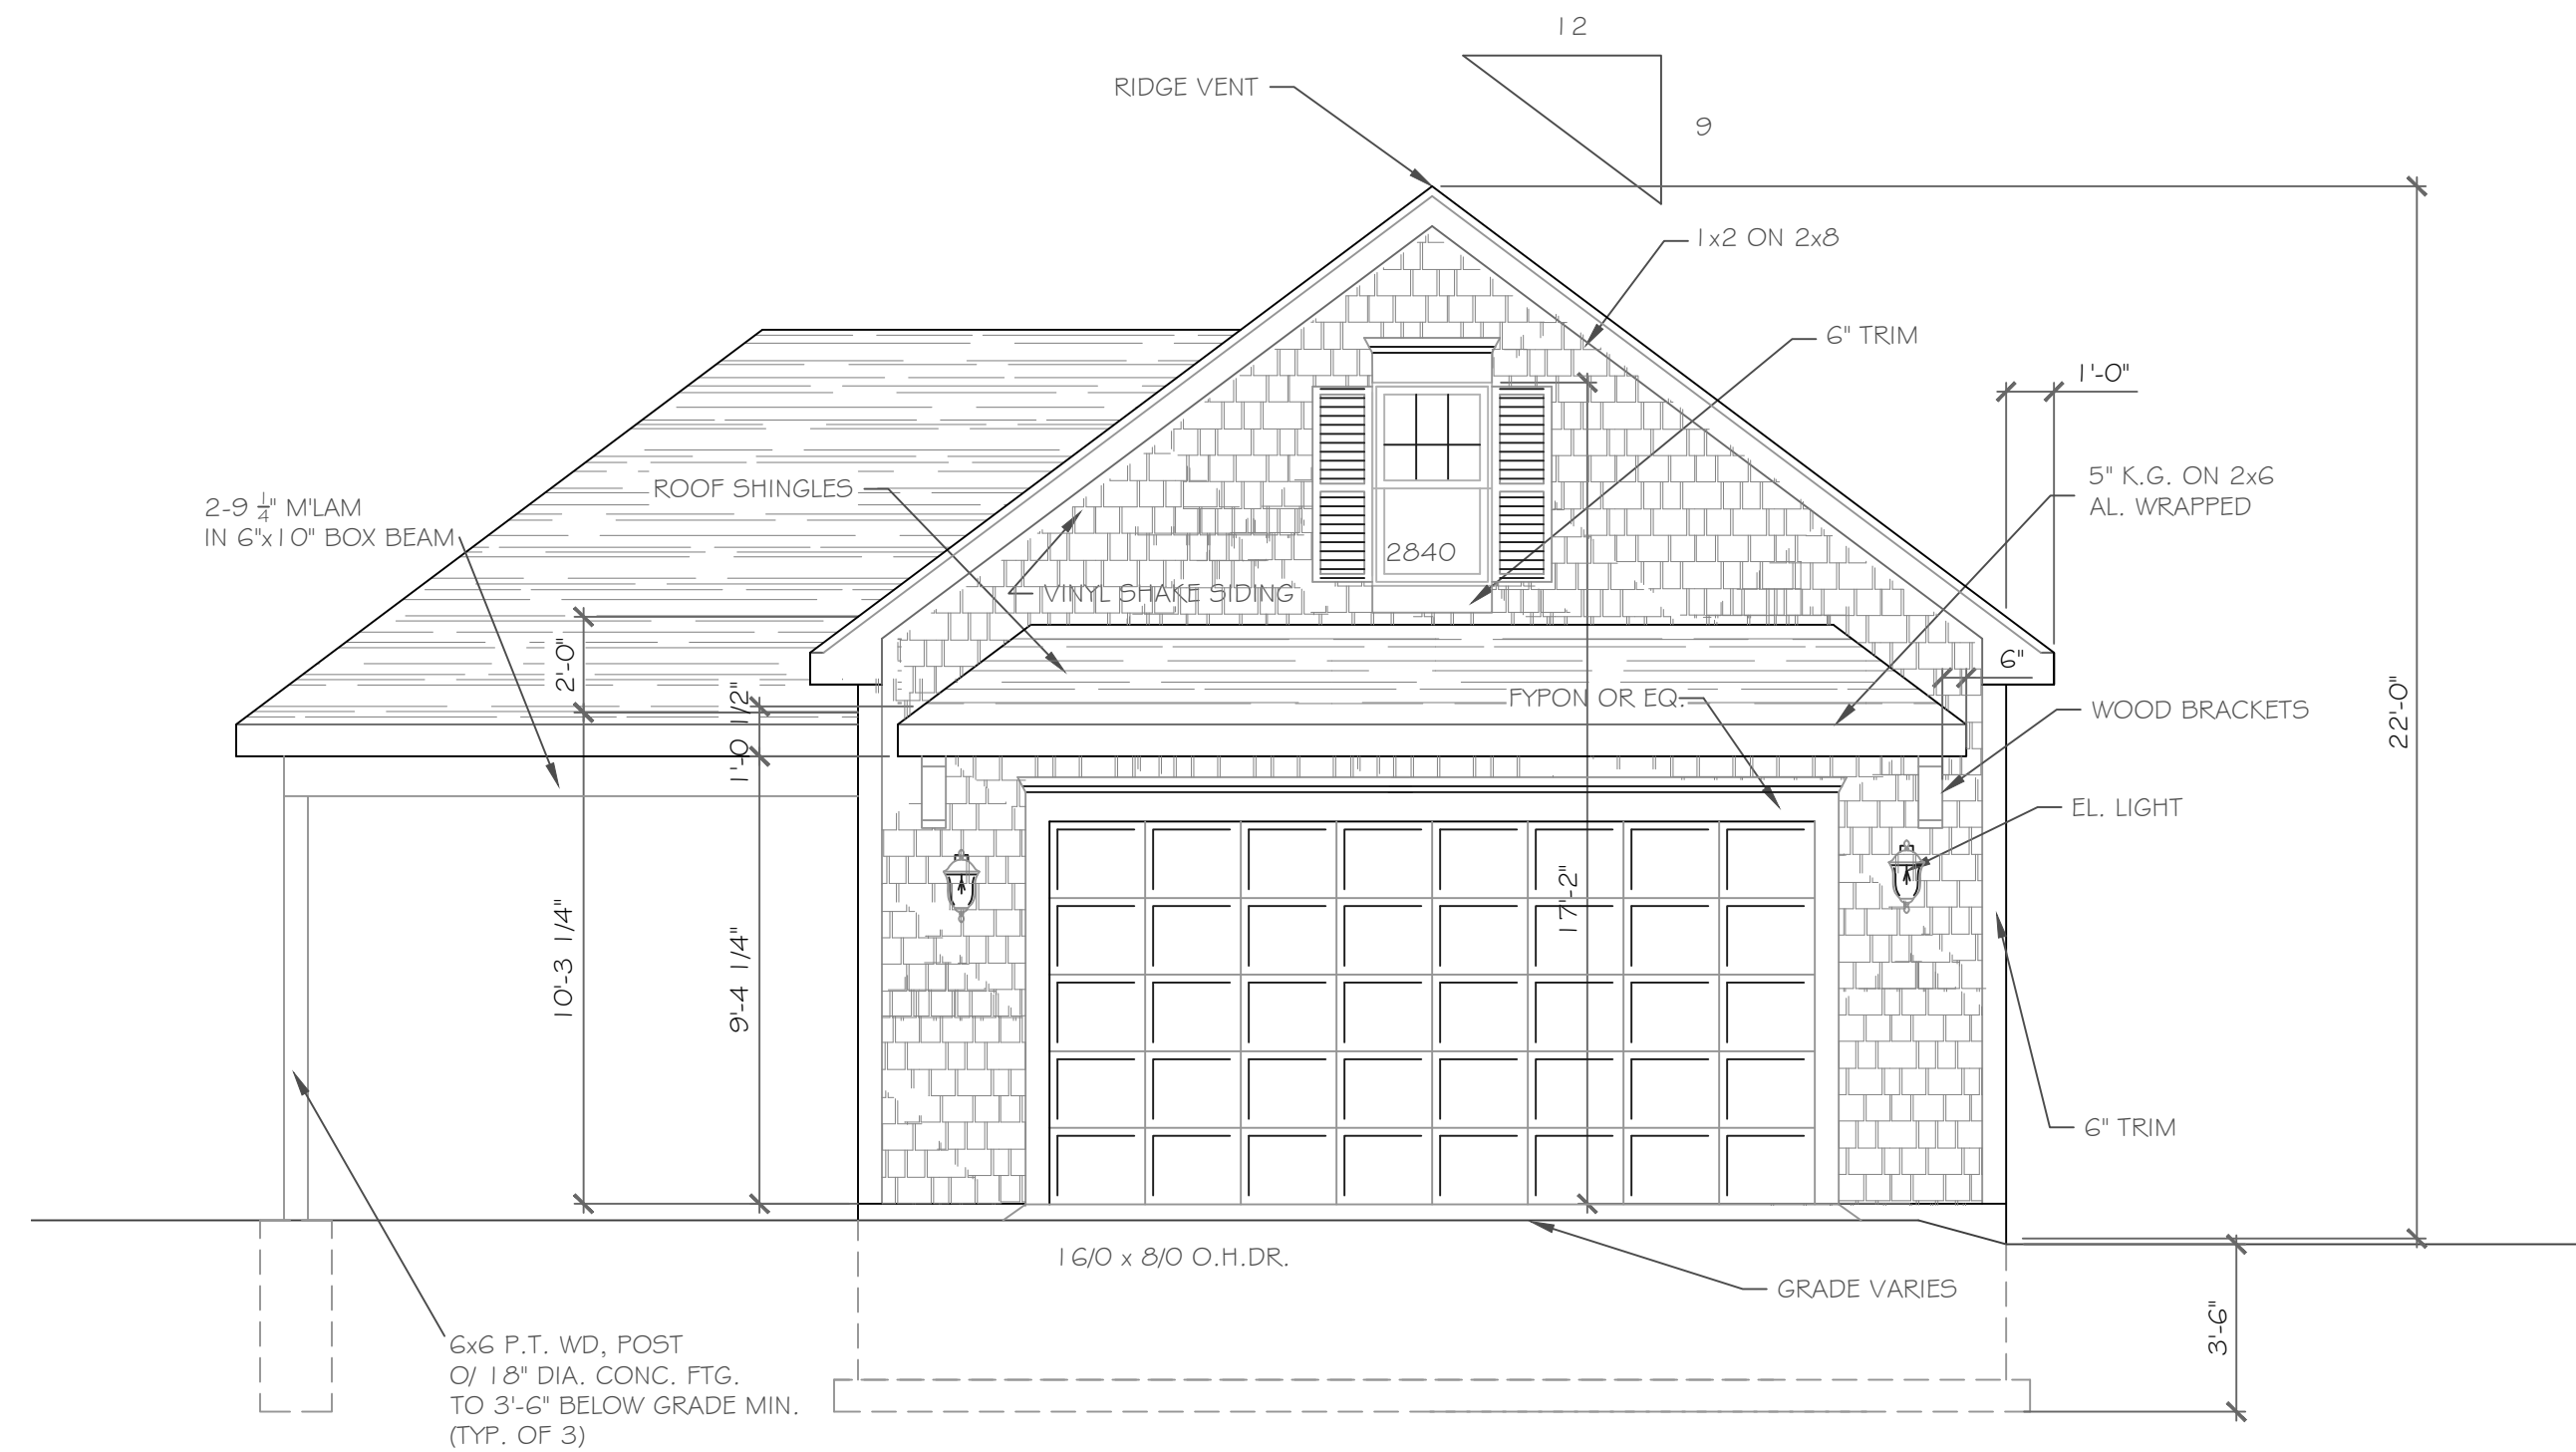 12
RIDGE VENT
9
1x2 ON 2x8
6" TRIM
1'-0"
5" K.G. ON 2x6
AL. WRAPPED
ROOF SHINGLES
2-9 1/4" M'LAM
IN 6"x10" BOX BEAM
2840
VINYL SHAKE SIDING
2'-0"
6"
1'-0 1/2"
FYPON OR EQ.
WOOD BRACKETS
22'-0"
EL. LIGHT
17'-2"
10'-3 1/4"
9'-4 1/4"
6" TRIM
16/0 x 8/0 O.H.DR.
GRADE VARIES
3'-6"
6x6 P.T. WD, POST
O/ 18" DIA. CONC. FTG.
TO 3'-6" BELOW GRADE MIN.
(TYP. OF 3)